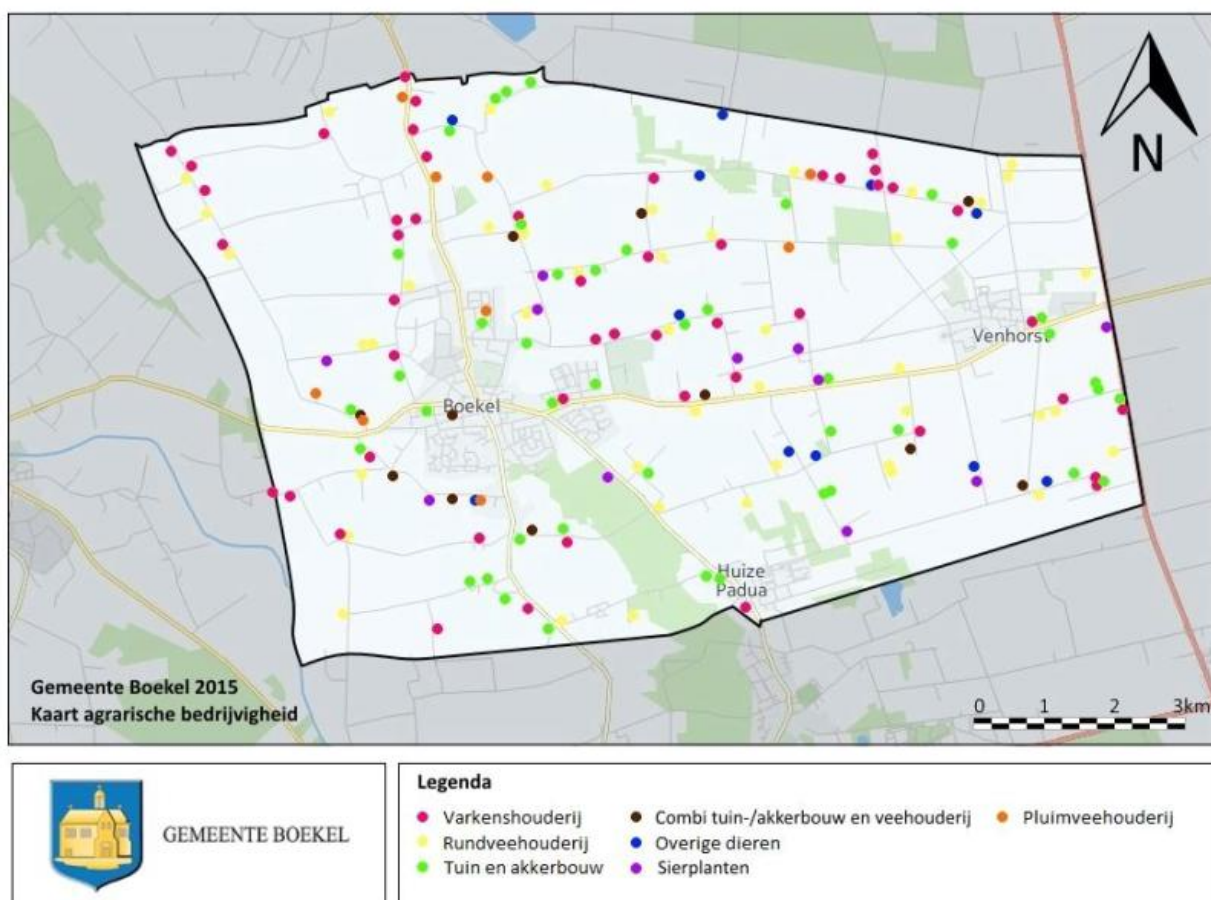 N
Venhorst
Boekel
Huize
Padua
Gemeente Boekel 2015
Kaart agrarische bedrijvigheid
0 1 2 3km
GEMEENTE BOEKEL
Legenda
Varkenshouderij
Combi tuin-/akkerbouw en veehouderij
Pluimveehouderij
Rundveehouderij
Overige dieren
Tuin en akkerbouw
Sierplanten